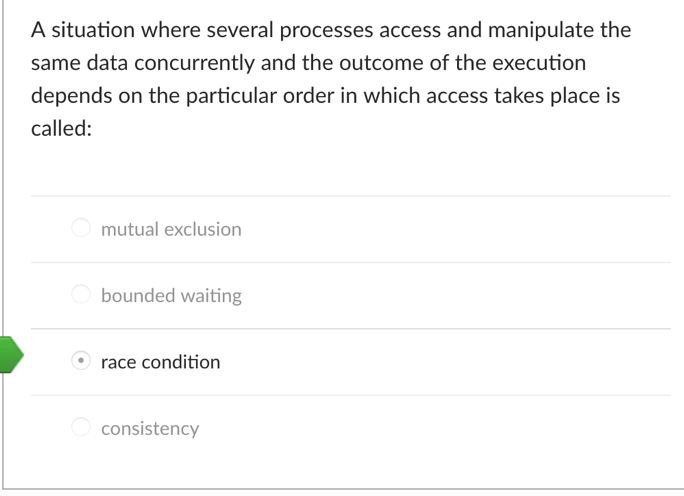 A situation where several processes access and manipulate the
same data concurrently and the outcome of the execution
depends on the particular order in which access takes place is
called:
mutual exclusion
bounded waiting
race condition
consistency